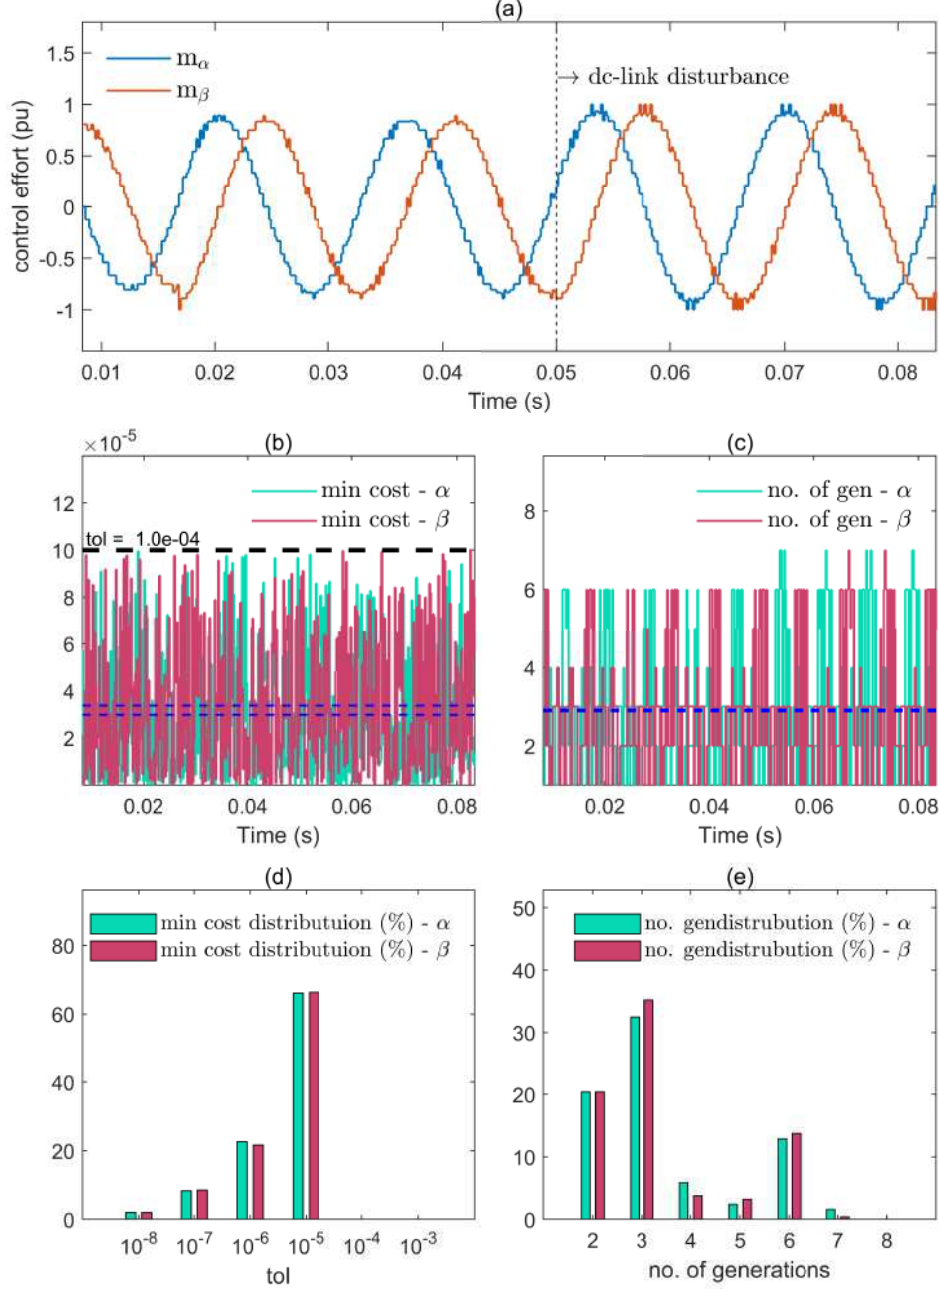 (a)
1.5
1
0.5
0
-0.5
-1
control effort (pu)
m_α
m_β
→ dc-link disturbance
0.01 0.02 0.03 0.04 0.05 0.06 0.07 0.08
Time (s)
(b)
×10^-5
12
10
8
6
4
2
min cost - α
min cost - β
tol = 1.0e-04
0.02 0.04 0.06 0.08
Time (s)
(c)
8
6
4
2
no. of gen - α
no. of gen - β
0.02 0.04 0.06 0.08
Time (s)
(d)
80
60
40
20
0
min cost distributuion (%) - α
min cost distributuion (%) - β
10^-8 10^-7 10^-6 10^-5 10^-4 10^-3
tol
(e)
50
40
30
20
10
0
no. gendistrubution (%) - α
no. gendistrubution (%) - β
2 3 4 5 6 7 8
no. of generations